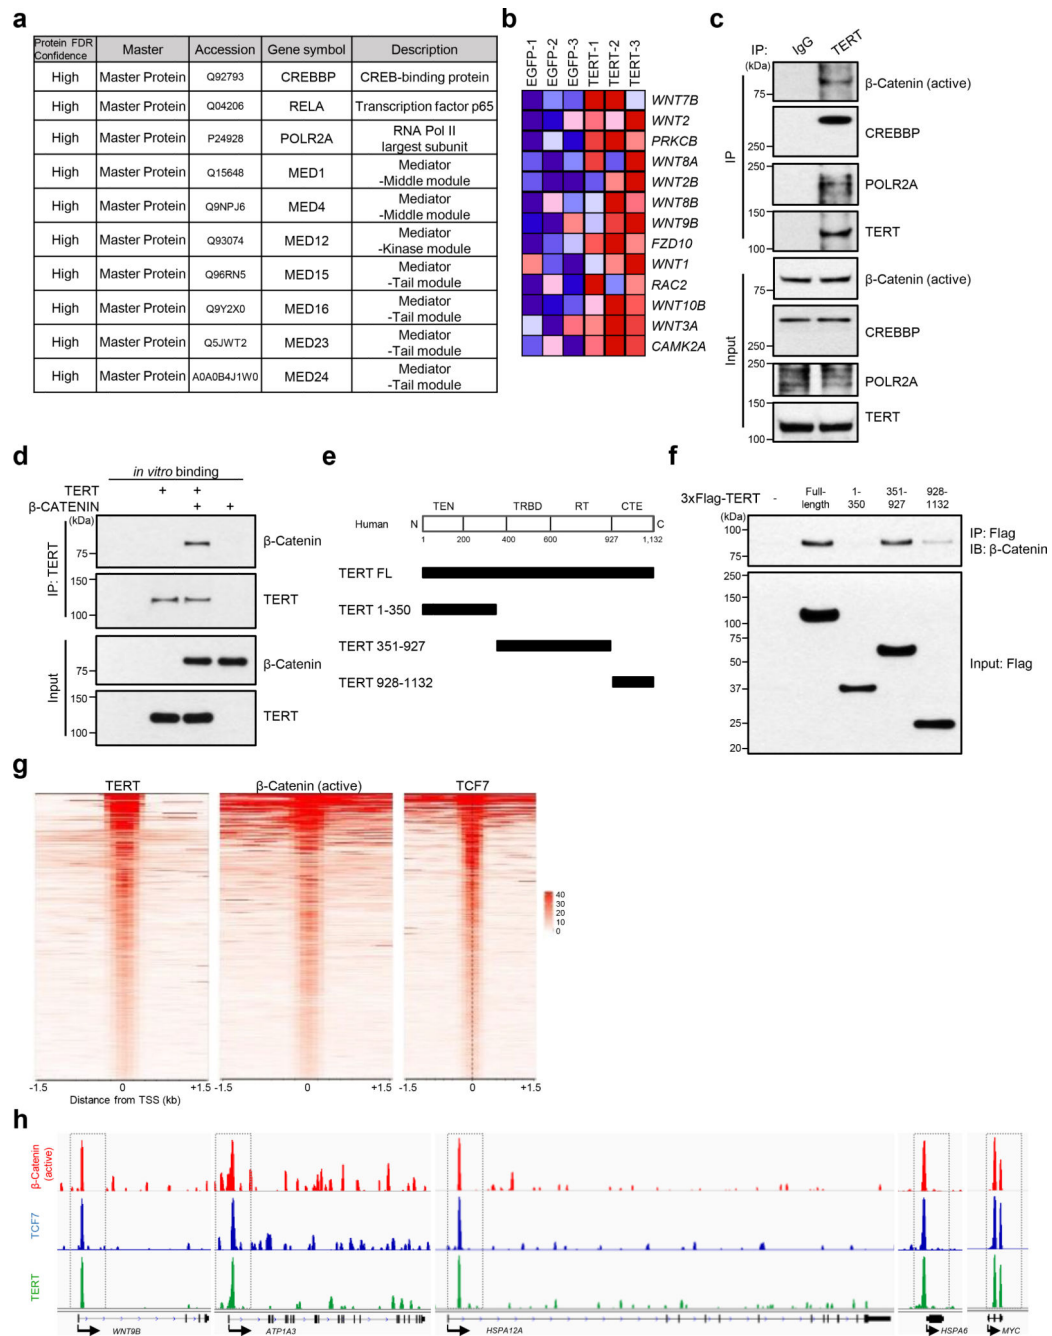 a
Protein FDR Confidence Master Accession Gene symbol Description
High Master Protein Q92793 CREBBP CREB-binding protein
High Master Protein Q04206 RELA Transcription factor p65
High Master Protein P24928 POLR2A RNA Pol II largest subunit
High Master Protein Q15648 MED1 Mediator -Middle module
High Master Protein Q9NPJ6 MED4 Mediator -Middle module
High Master Protein Q93074 MED12 Mediator -Kinase module
High Master Protein Q96RN5 MED15 Mediator -Tail module
High Master Protein Q9Y2X0 MED16 Mediator -Tail module
High Master Protein Q5JWT2 MED23 Mediator -Tail module
High Master Protein A0A0B4J1W0 MED24 Mediator -Tail module
b
EGFP-1 EGFP-2 EGFP-3 TERT-1 TERT-2 TERT-3
WNT7B
WNT2
PRKCB
WNT8A
WNT2B
WNT8B
WNT9B
FZD10
WNT1
RAC2
WNT10B
WNT3A
CAMK2A
c
IP: IgG TERT
(kDa)
IP
75 β-Catenin (active)
250 CREBBP
250 POLR2A
150
100 TERT
Input
75 β-Catenin (active)
250 CREBBP
250 POLR2A
150
150
100 TERT
d
in vitro binding
TERT + +
β-CATENIN + +
(kDa)
IP: TERT
75 β-Catenin
150
100 TERT
Input
75 β-Catenin
150
100 TERT
e
TEN TRBD RT CTE
Human N C
1 200 400 600 927 1,132
TERT FL
TERT 1-350
TERT 351-927
TERT 928-1132
f
3xFlag-TERT - Full-length 1-350 351-927 928-1132
(kDa)
100
75
IP: Flag
IB: β-Catenin
250
150
100
75
50
37
25
20
Input: Flag
g
TERT β-Catenin (active) TCF7
40
30
20
10
0
-1.5 0 +1.5 -1.5 0 +1.5 -1.5 0 +1.5
Distance from TSS (kb)
h
β-Catenin (active)
TCF7
TERT
WNT9B ATP1A3 HSPA12A HSPA6 MYC